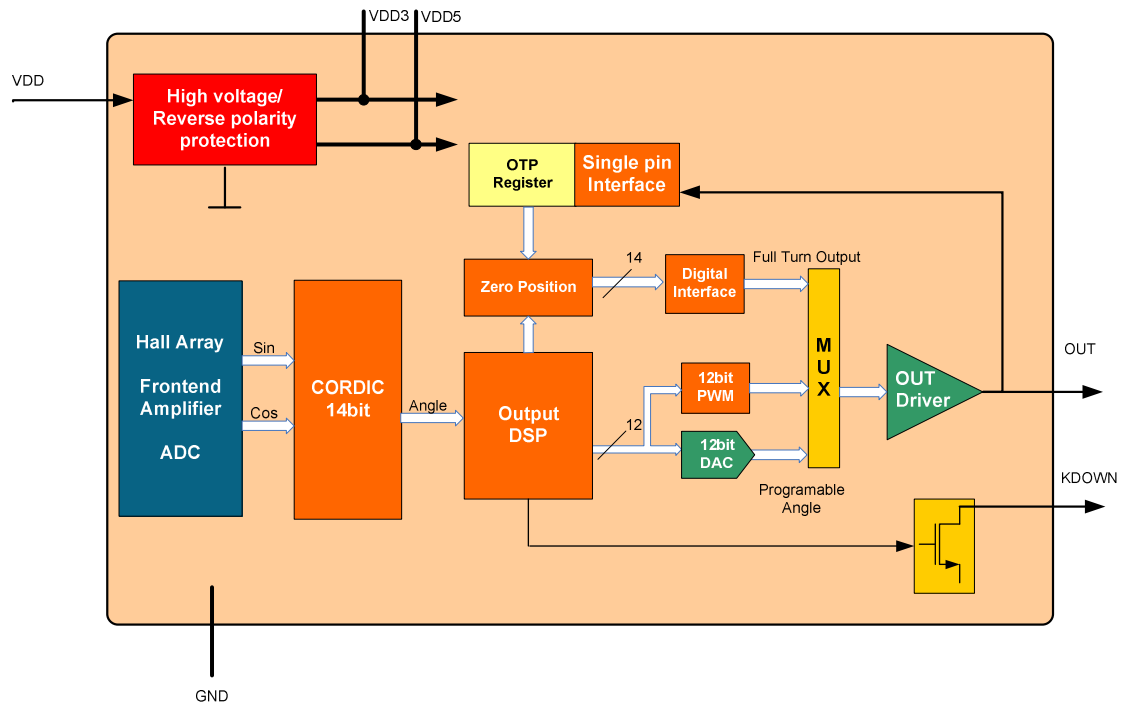 VDD3
VDD5
VDD
High voltage/
Reverse polarity
protection
OTP
Register
Single pin
Interface
14
Full Turn Output
Zero Position
Digital
Interface
Hall Array
Frontend
Amplifier
ADC
Sin
Cos
CORDIC
14bit
Angle
Output
DSP
12
12bit
PWM
12bit
DAC
M
U
X
Programable
Angle
OUT
Driver
OUT
KDOWN
GND